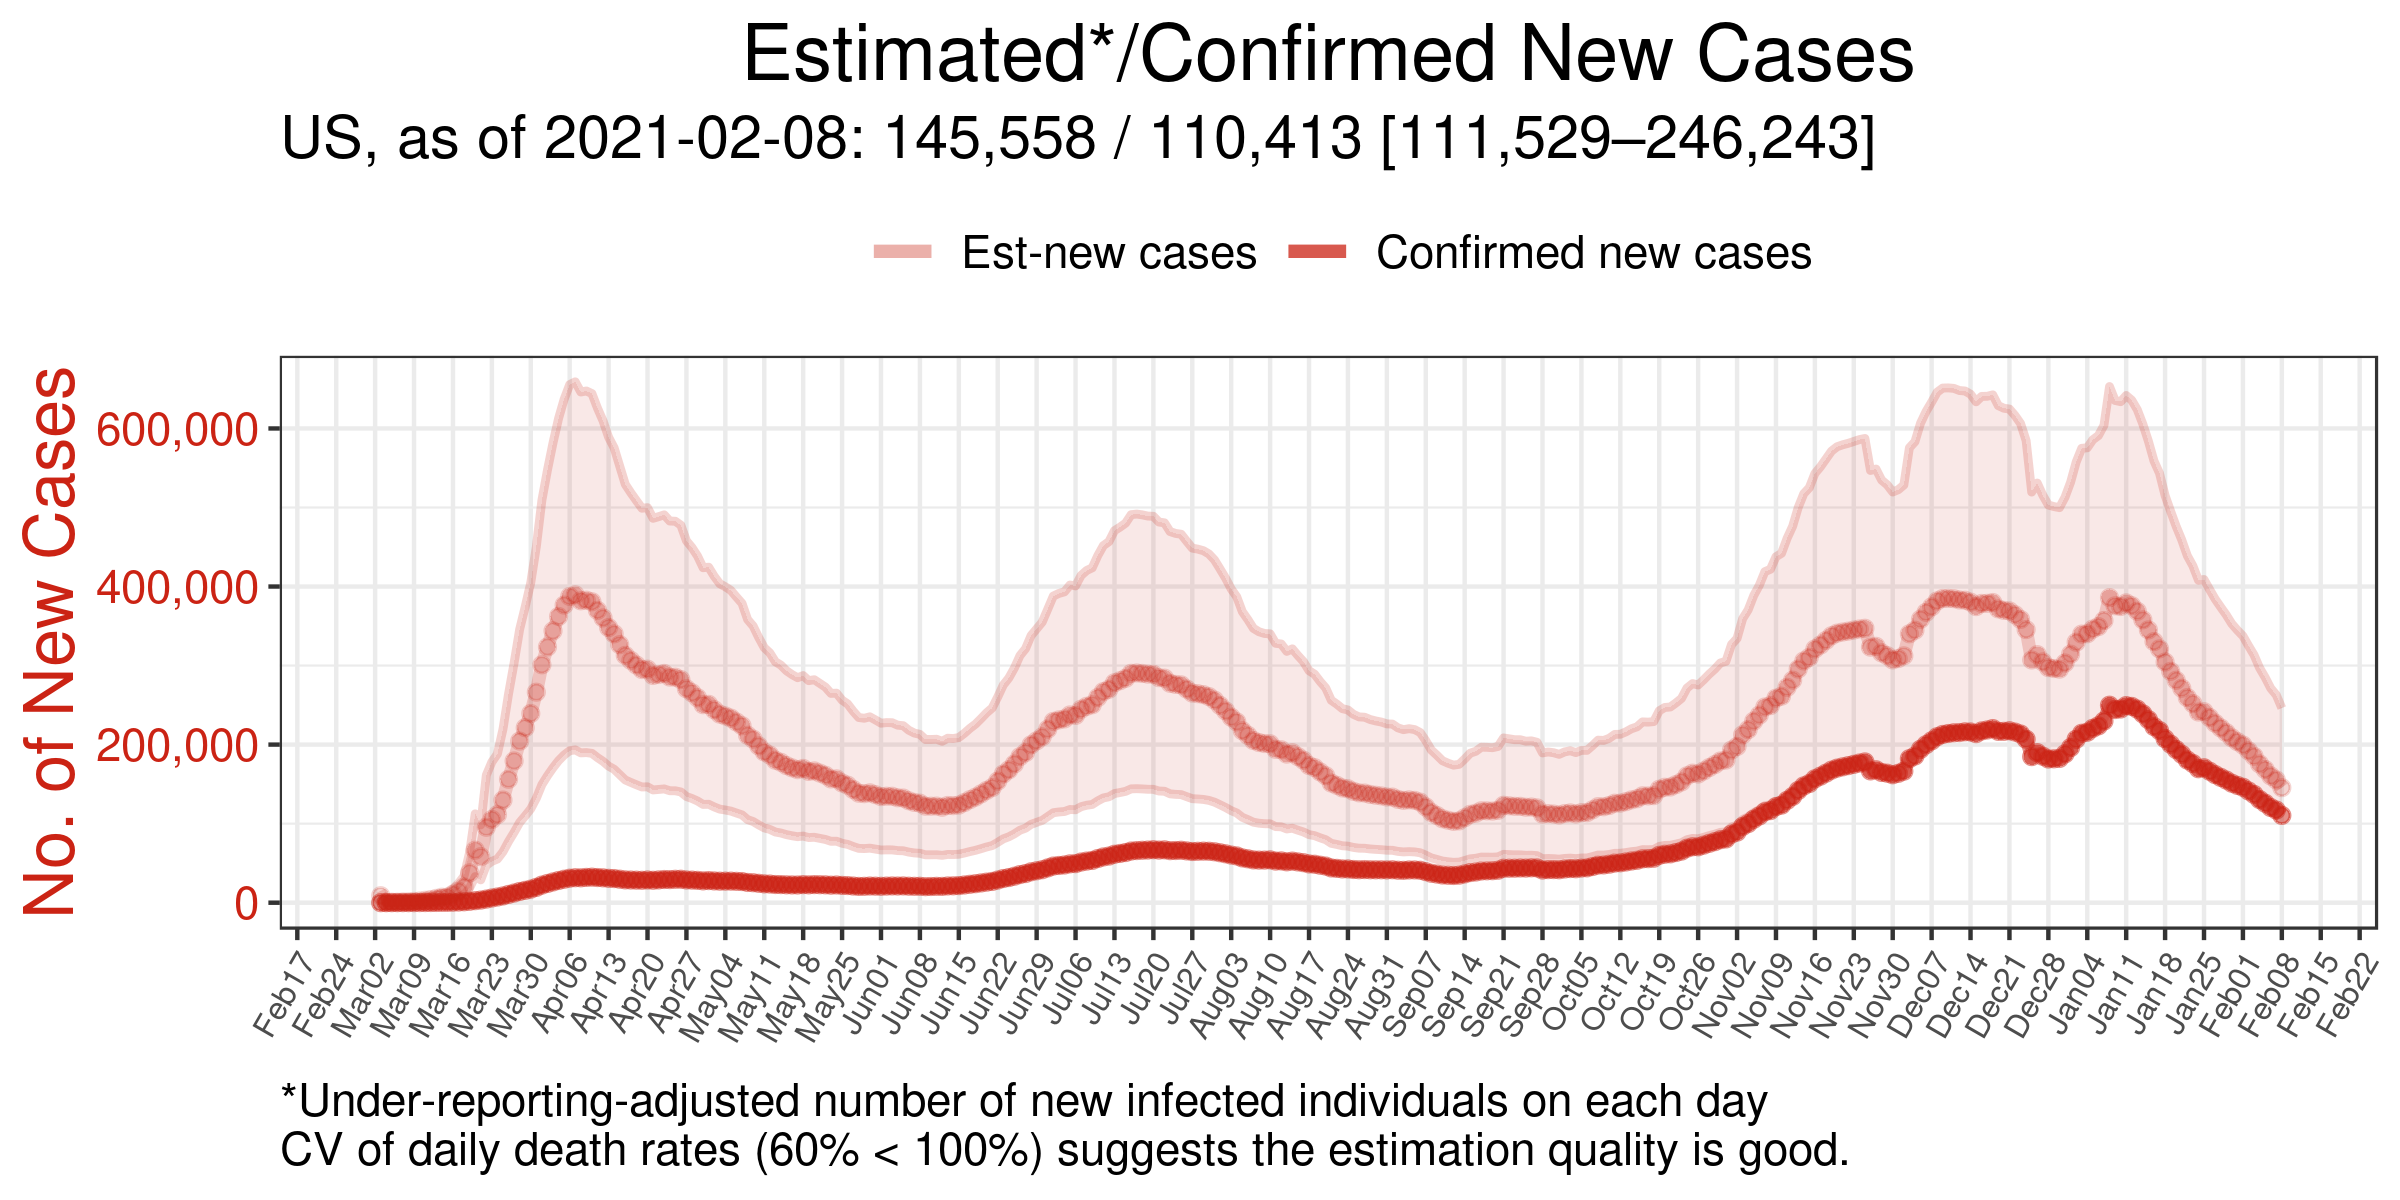 Estimated*/Confirmed New Cases
US, as of 2021-02-08: 145,558 / 110,413 [111,529–246,243]
Est-new cases Confirmed new cases
No. of New Cases
600,000
400,000
200,000
0
Feb17 Feb24 Mar02 Mar09 Mar16 Mar23 Mar30 Apr06 Apr13 Apr20 Apr27 May04 May11 May18 May25 Jun01 Jun08 Jun15 Jun22 Jun29 Jul06 Jul13 Jul20 Jul27 Aug03 Aug10 Aug17 Aug24 Aug31 Sep07 Sep14 Sep21 Sep28 Oct05 Oct12 Oct19 Oct26 Nov02 Nov09 Nov16 Nov23 Nov30 Dec07 Dec14 Dec21 Dec28 Jan04 Jan11 Jan18 Jan25 Feb01 Feb08 Feb15 Feb22
*Under-reporting-adjusted number of new infected individuals on each day
CV of daily death rates (60% < 100%) suggests the estimation quality is good.